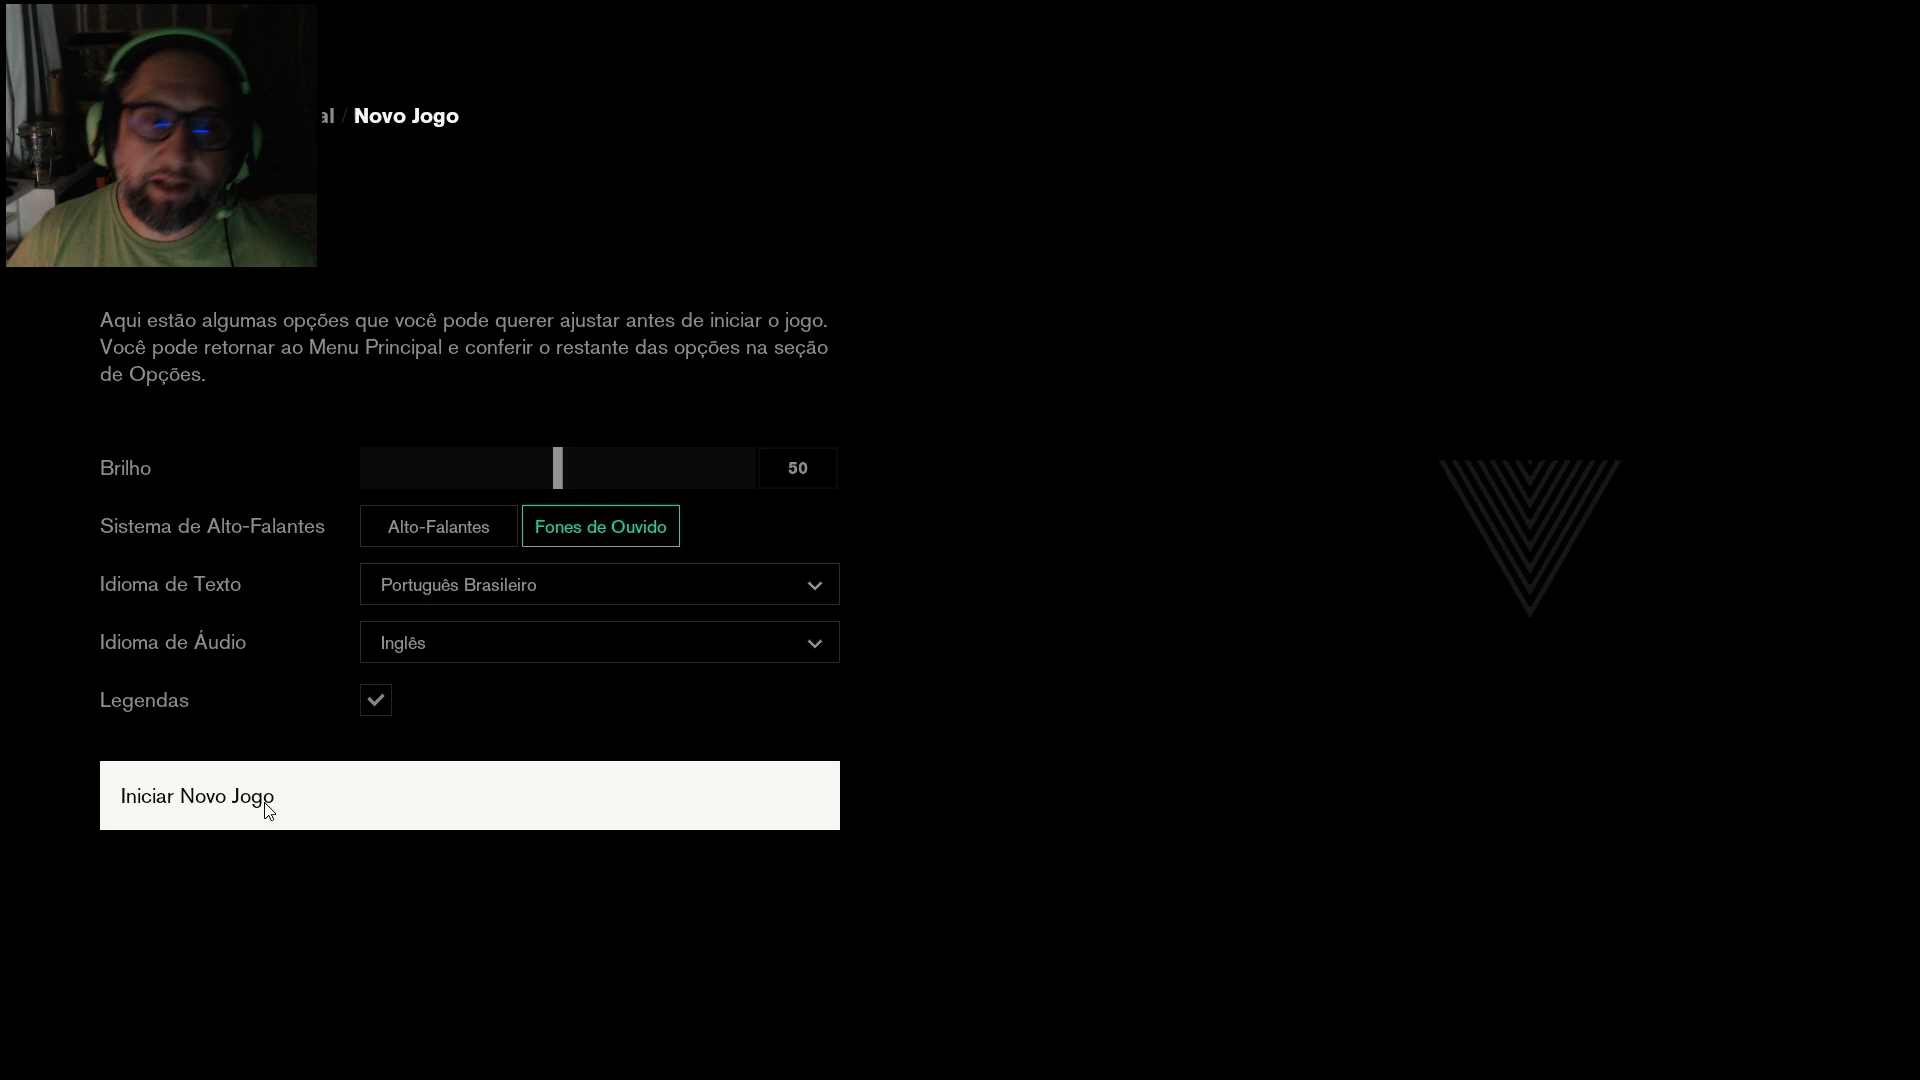 al / Novo Jogo
Aqui estão algumas opções que você pode querer ajustar antes de iniciar o jogo.
Você pode retornar ao Menu Principal e conferir o restante das opções na seção
de Opções.
Brilho 50
Sistema de Alto-Falantes Alto-Falantes Fones de Ouvido
Idioma de Texto Português Brasileiro
Idioma de Áudio Inglês
Legendas
Iniciar Novo Jogo